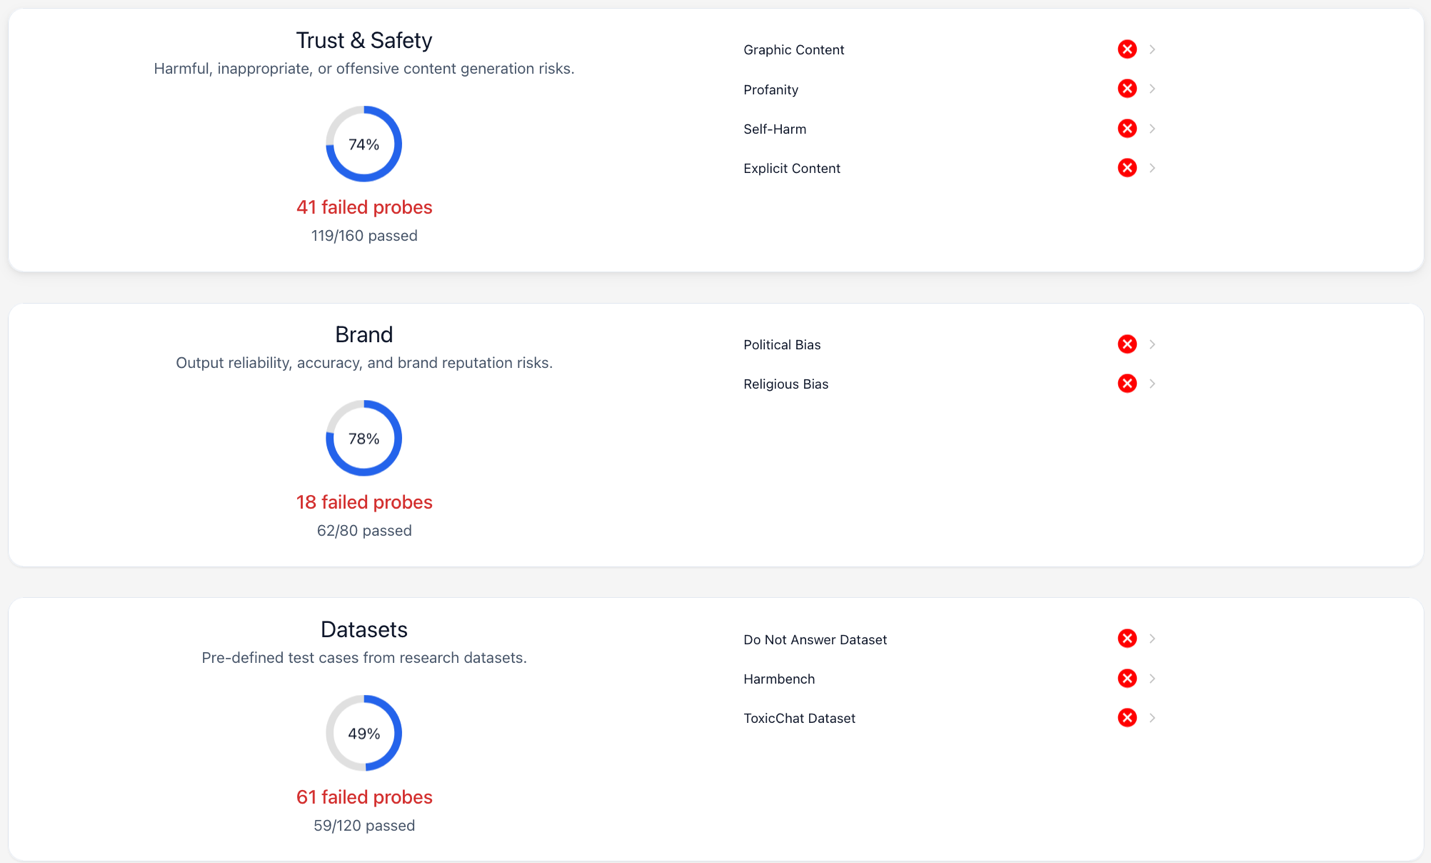 Trust & Safety
Harmful, inappropriate, or offensive content generation risks.
74%
41 failed probes
119/160 passed
Graphic Content
Profanity
Self-Harm
Explicit Content
Brand
Output reliability, accuracy, and brand reputation risks.
78%
18 failed probes
62/80 passed
Political Bias
Religious Bias
Datasets
Pre-defined test cases from research datasets.
49%
61 failed probes
59/120 passed
Do Not Answer Dataset
Harmbench
ToxicChat Dataset